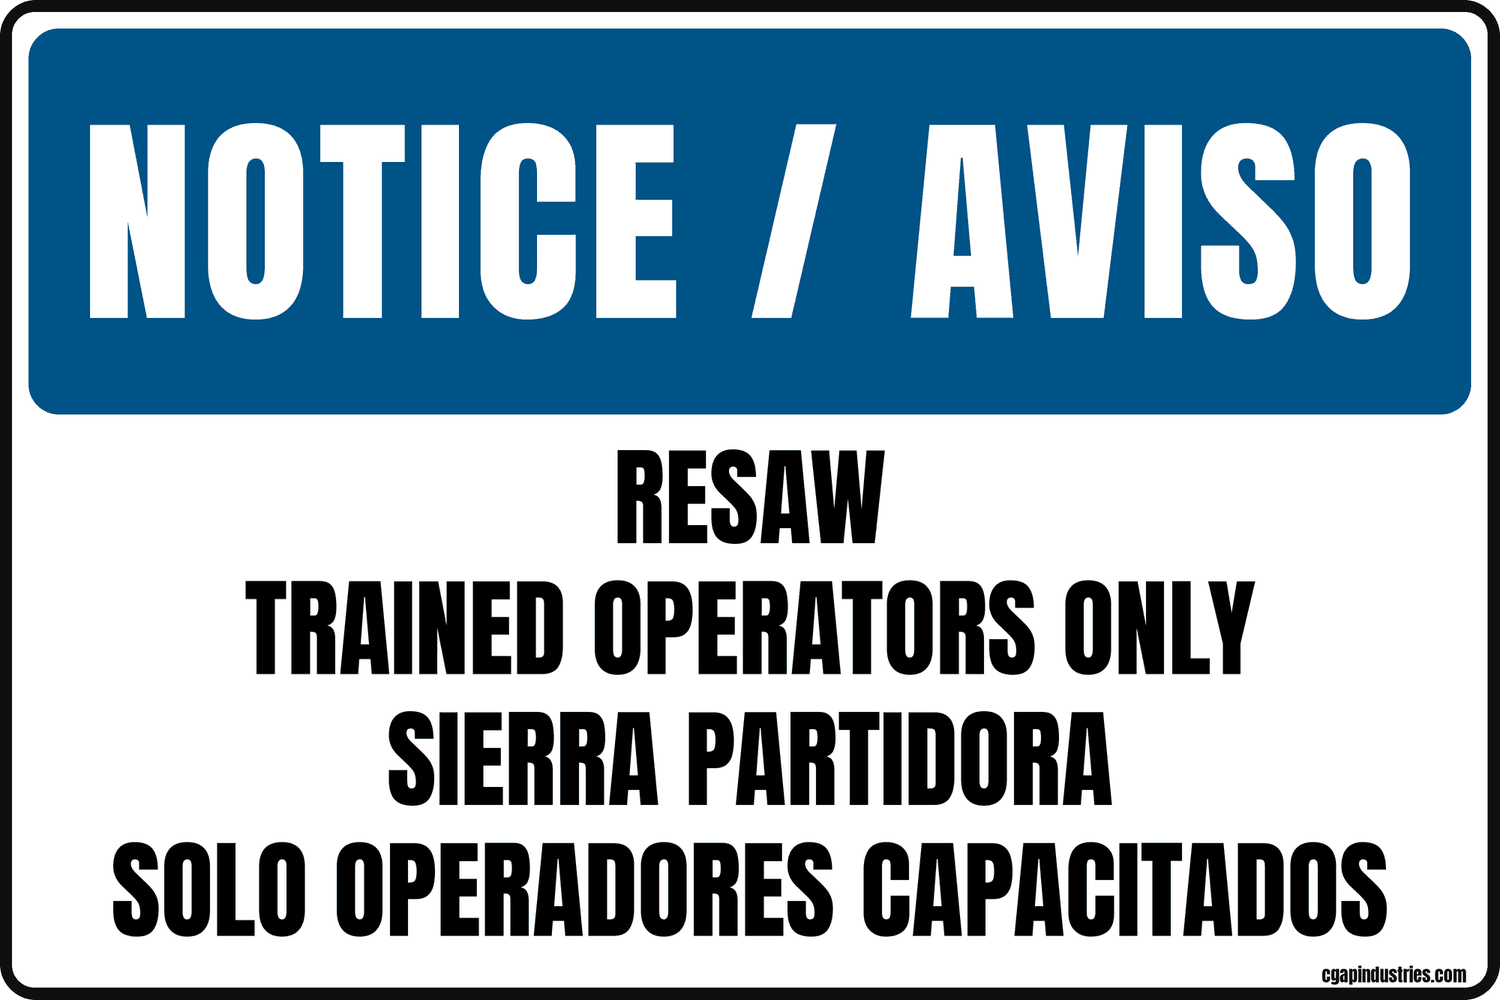 NOTICE / AVISO
RESAW
TRAINED OPERATORS ONLY
SIERRA PARTIDORA
SOLO OPERADORES CAPACITADOS
cgapindustries.com